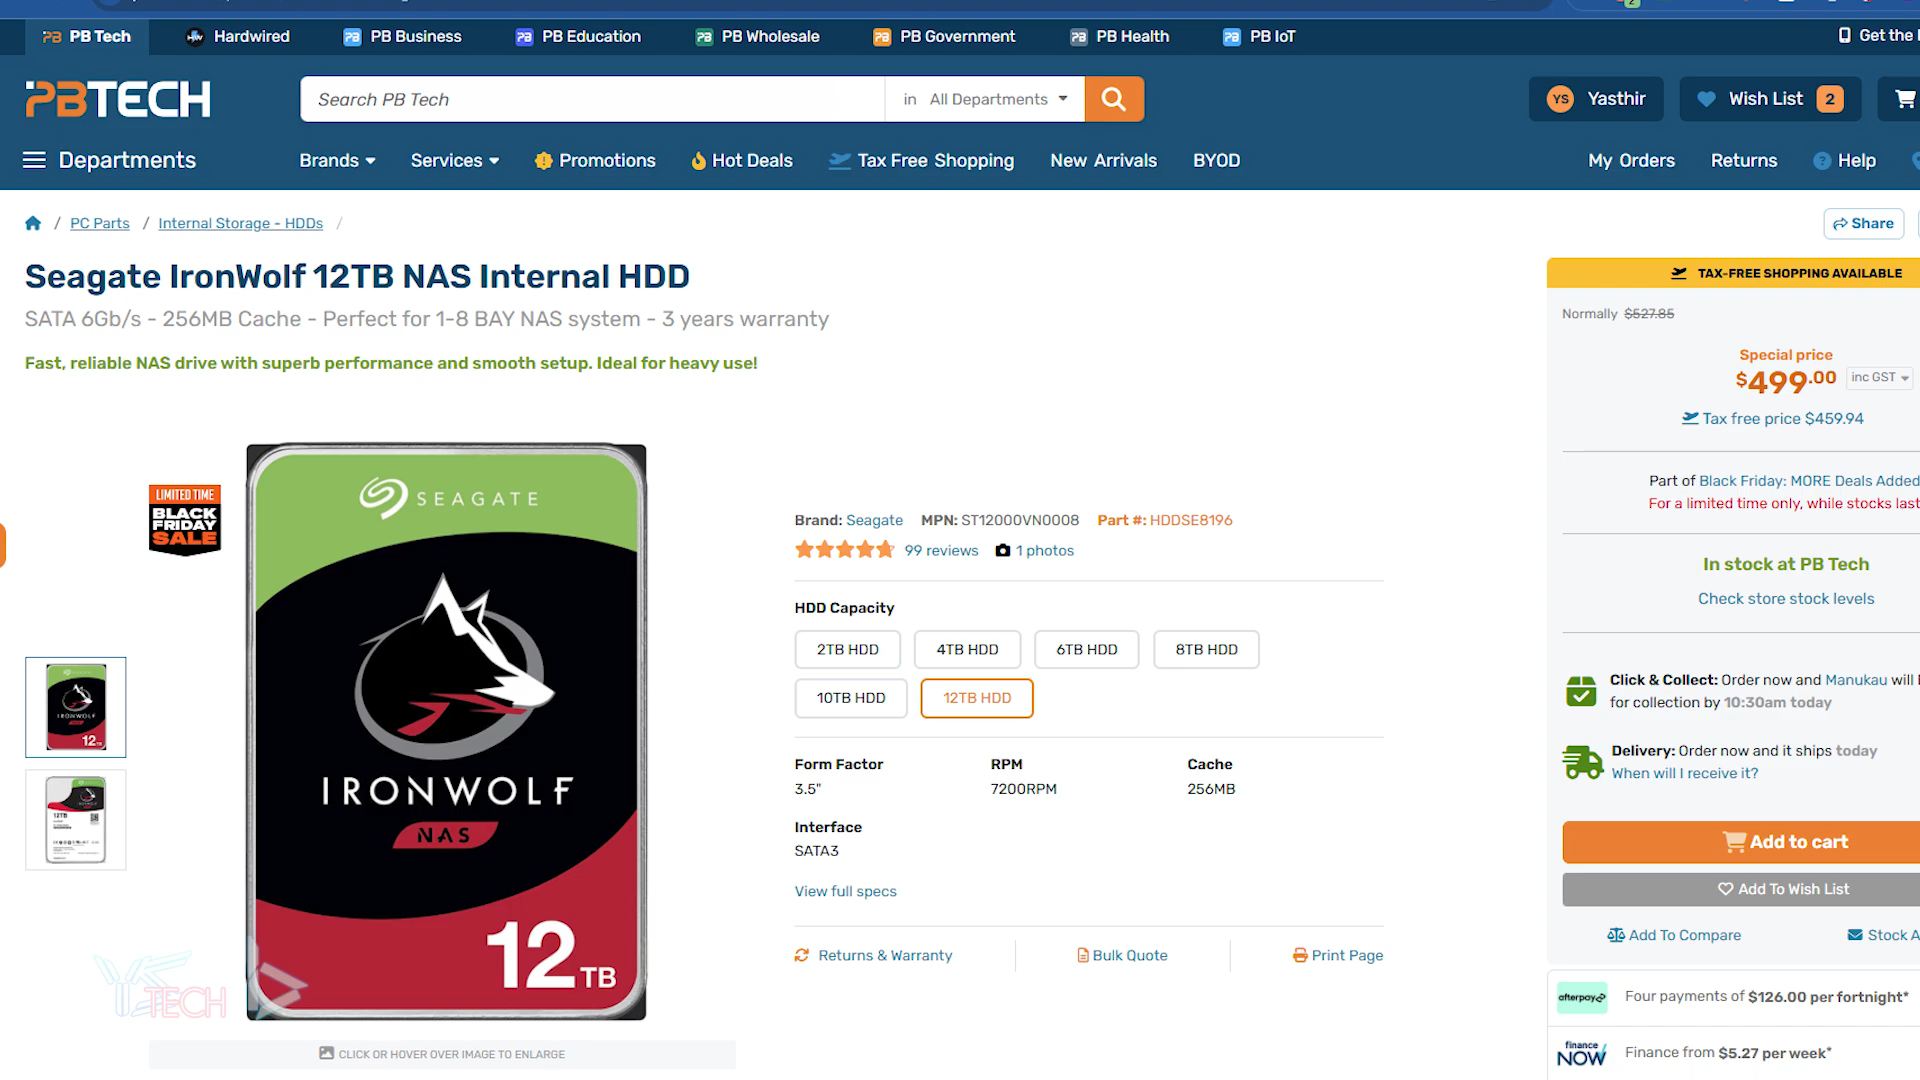 PB Tech
Hardwired
PB Business
PB Education
PB Wholesale
PB Government
PB Health
PB IoT
Get the
PBTECH
Search PB Tech
in All Departments
YS Yasthir
Wish List 2
Departments
Brands
Services
Promotions
Hot Deals
Tax Free Shopping
New Arrivals
BYOD
My Orders
Returns
Help
/ PC Parts / Internal Storage - HDDs /
Share
Seagate IronWolf 12TB NAS Internal HDD
SATA 6Gb/s - 256MB Cache - Perfect for 1-8 BAY NAS system - 3 years warranty
Fast, reliable NAS drive with superb performance and smooth setup. Ideal for heavy use!
LIMITED TIME
BLACK
FRIDAY
SALE
SEAGATE
IRONWOLF
NAS
12TB
IRONWOLF
12TB
12TB
YS TECH
CLICK OR HOVER OVER IMAGE TO ENLARGE
Brand: Seagate MPN: ST12000VN0008 Part #: HDDSE8196
99 reviews 1 photos
HDD Capacity
2TB HDD
4TB HDD
6TB HDD
8TB HDD
10TB HDD
12TB HDD
Form Factor
3.5"
RPM
7200RPM
Cache
256MB
Interface
SATA3
View full specs
Returns & Warranty
Bulk Quote
Print Page
TAX-FREE SHOPPING AVAILABLE
Normally $527.85
Special price
$499.00 inc GST
Tax free price $459.94
Part of Black Friday: MORE Deals Added
For a limited time only, while stocks last
In stock at PB Tech
Check store stock levels
Click & Collect: Order now and Manukau will
for collection by 10:30am today
Delivery: Order now and it ships today
When will I receive it?
Add to cart
Add To Wish List
Add To Compare
Stock A
afterpay
Four payments of $126.00 per fortnight*
finance
NOW
Finance from $5.27 per week*